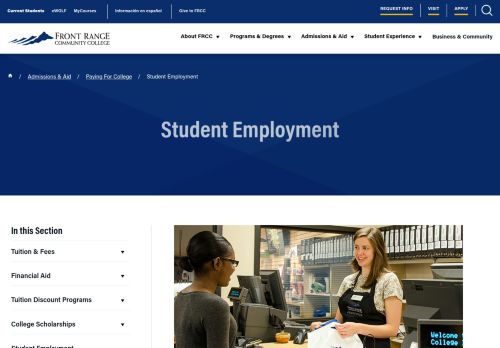 Current Students eWOLF MyCourses Información en español Give to FRCC REQUEST INFO VISIT APPLY
FRONT RANGE
COMMUNITY COLLEGE
About FRCC Programs & Degrees Admissions & Aid Student Experience Business & Community
/ Admissions & Aid / Paying For College / Student Employment
Student Employment
In this Section
Tuition & Fees
Financial Aid
Tuition Discount Programs
College Scholarships
Student Employment
Welcome
College